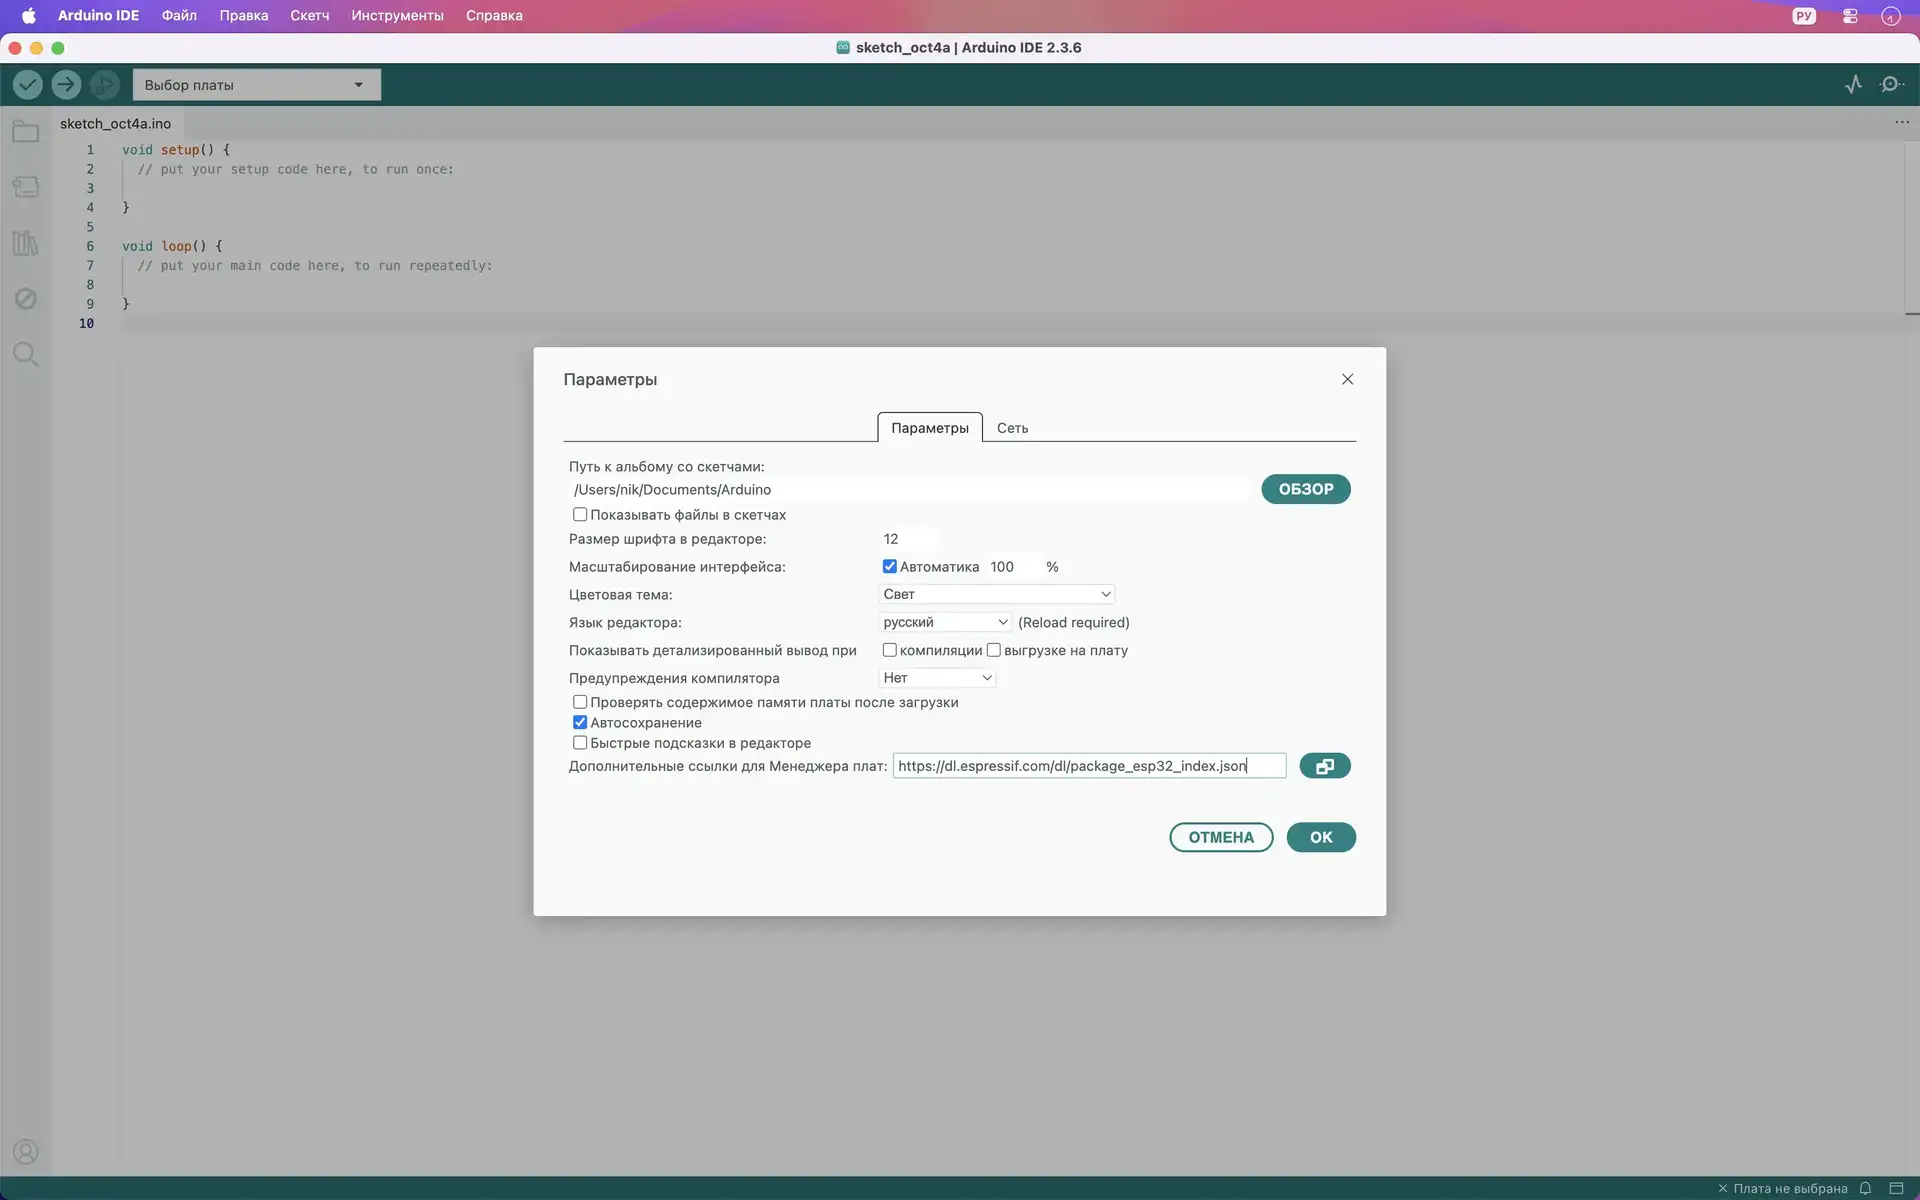 Arduino IDE Файл Правка Скетч Инструменты Справка РУ
sketch_oct4a | Arduino IDE 2.3.6
Выбор платы
sketch_oct4a.ino
1 void setup() {
2 // put your setup code here, to run once:
3
4 }
5
6 void loop() {
7 // put your main code here, to run repeatedly:
8
9 }
10
Параметры
Параметры Сеть
Путь к альбому со скетчами:
/Users/nik/Documents/Arduino ОБЗОР
Показывать файлы в скетчах
Размер шрифта в редакторе: 12
Масштабирование интерфейса: Автоматика 100 %
Цветовая тема: Свет
Язык редактора: русский (Reload required)
Показывать детализированный вывод при компиляции выгрузке на плату
Предупреждения компилятора Нет
Проверять содержимое памяти платы после загрузки
Автосохранение
Быстрые подсказки в редакторе
Дополнительные ссылки для Менеджера плат: https://dl.espressif.com/dl/package_esp32_index.json
ОТМЕНА OK
Плата не выбрана